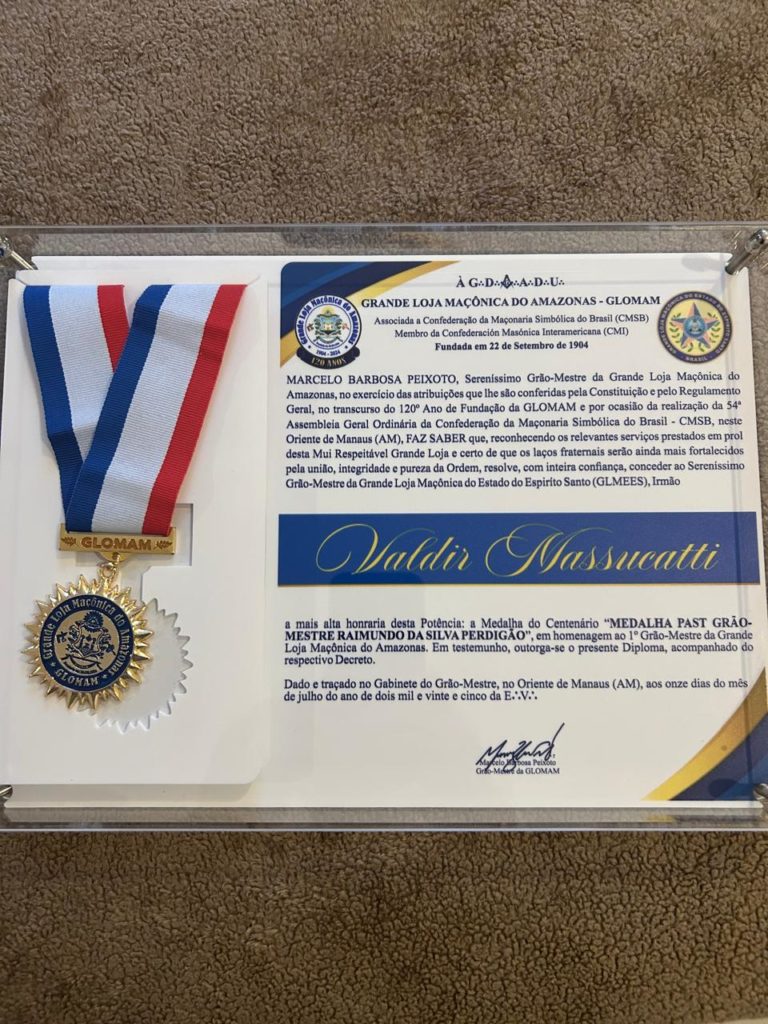 GLOMAM
Grande Loja Maçônica do Amazonas
GLOMAM
À G∴D∴A∴D∴U∴
GRANDE LOJA MAÇÔNICA DO AMAZONAS - GLOMAM
Associada a Confederação da Maçonaria Simbólica do Brasil (CMSB)
Membro da Confederación Masónica Interamericana (CMI)
Fundada em 22 de Setembro de 1904
Grande Loja Maçônica do Amazonas
1904 - 2024
120 ANOS
MARCELO BARBOSA PEIXOTO, Sereníssimo Grão-Mestre da Grande Loja Maçônica do
Amazonas, no exercício das atribuições que lhe são conferidas pela Constituição e pelo Regulamento
Geral, no transcurso do 120º Ano de Fundação da GLOMAM e por ocasião da realização da 54ª
Assembleia Geral Ordinária da Confederação da Maçonaria Simbólica do Brasil - CMSB, neste
Oriente de Manaus (AM), FAZ SABER que, reconhecendo os relevantes serviços prestados em prol
desta Mui Respeitável Grande Loja e certo de que os laços fraternais serão ainda mais fortalecidos
pela união, integridade e pureza da Ordem, resolve, com inteira confiança, conceder ao Sereníssimo
Grão-Mestre da Grande Loja Maçônica do Estado do Espírito Santo (GLMEES), Irmão
Valdir Massucatti
a mais alta honraria desta Potência: a Medalha do Centenário “MEDALHA PAST GRÃO-
MESTRE RAIMUNDO DA SILVA PERDIGÃO”, em homenagem ao 1º Grão-Mestre da Grande
Loja Maçônica do Amazonas. Em testemunho, outorga-se o presente Diploma, acompanhado do
respectivo Decreto.
Dado e traçado no Gabinete do Grão-Mestre, no Oriente de Manaus (AM), aos onze dias do mês
de julho do ano de dois mil e vinte e cinco da E∴V∴
Marcelo Barbosa Peixoto
Grão-Mestre da GLOMAM